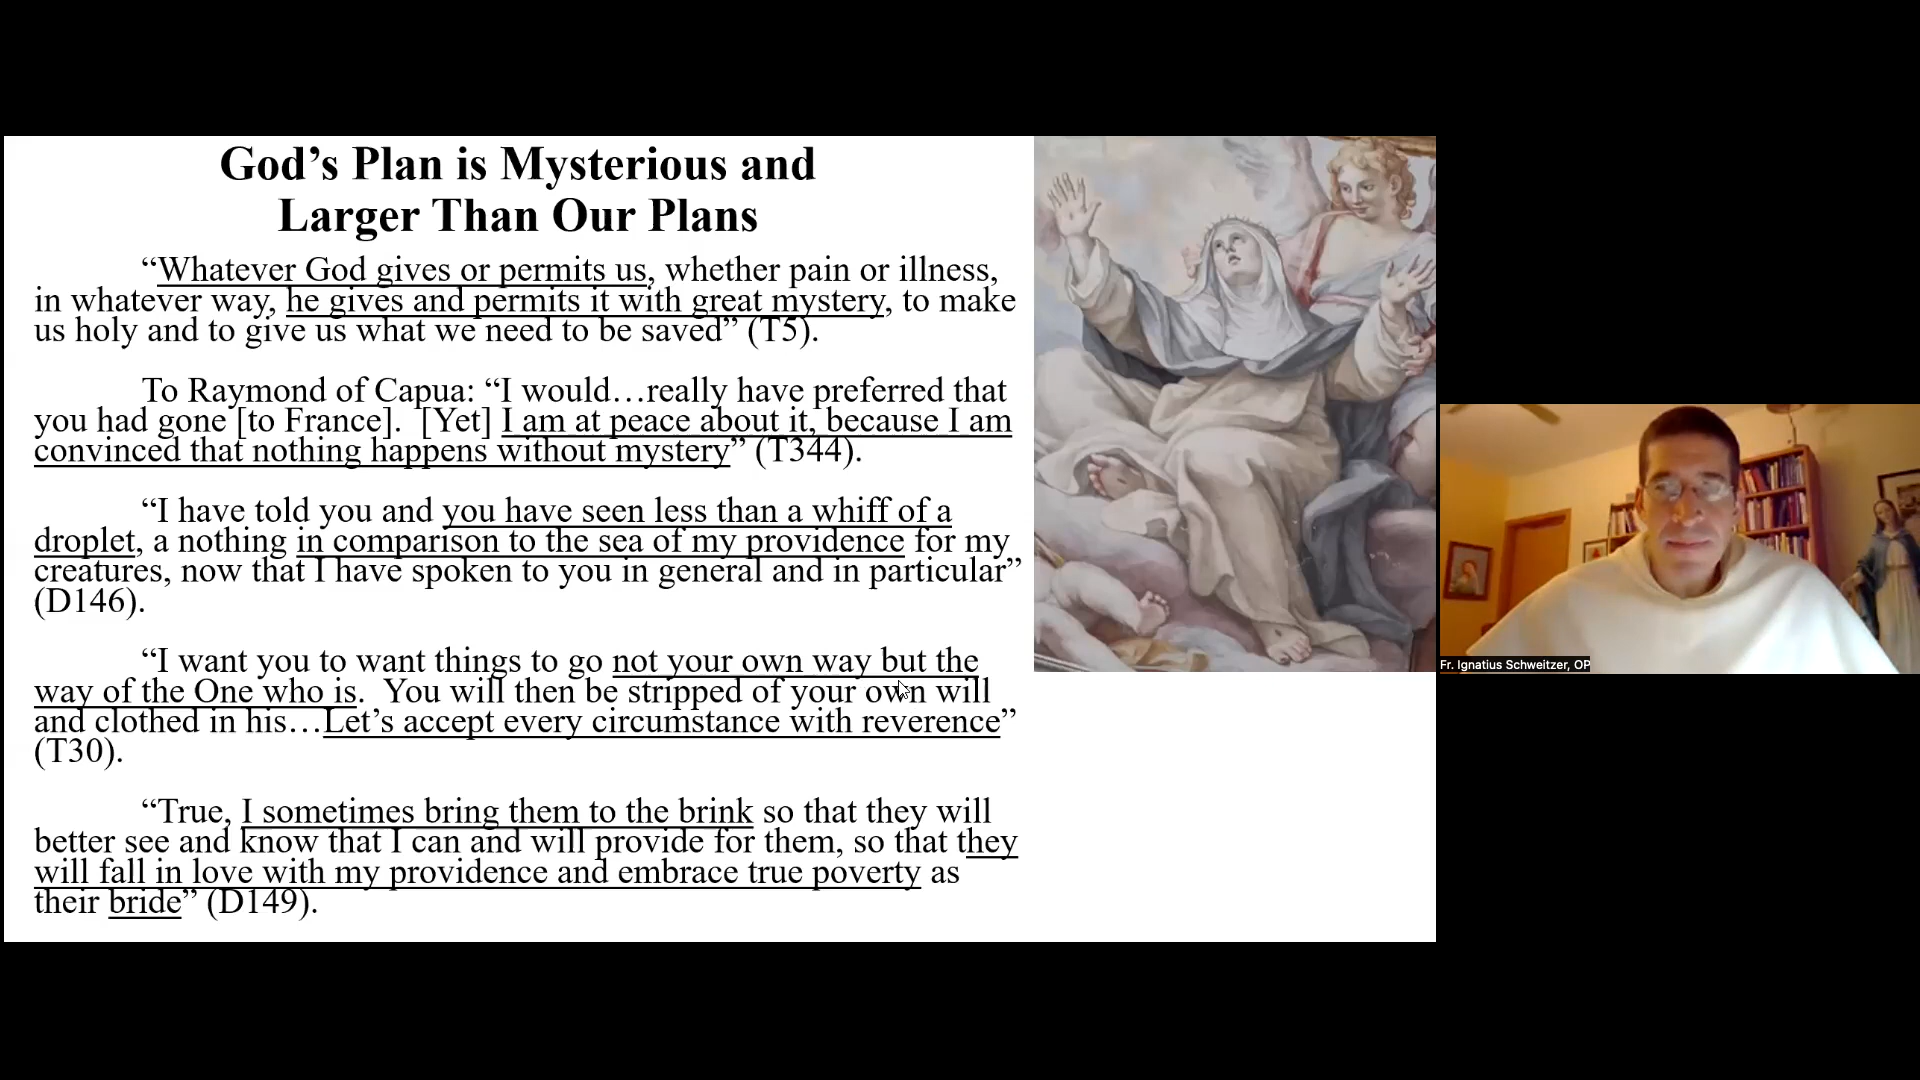 God’s Plan is Mysterious and
Larger Than Our Plans
“Whatever God gives or permits us, whether pain or illness,
in whatever way, he gives and permits it with great mystery, to make
us holy and to give us what we need to be saved” (T5).
To Raymond of Capua: “I would…really have preferred that
you had gone [to France].  [Yet] I am at peace about it, because I am
convinced that nothing happens without mystery” (T344).
“I have told you and you have seen less than a whiff of a
droplet, a nothing in comparison to the sea of my providence for my
creatures, now that I have spoken to you in general and in particular”
(D146).
“I want you to want things to go not your own way but the
way of the One who is.  You will then be stripped of your own will
and clothed in his…Let’s accept every circumstance with reverence”
(T30).
“True, I sometimes bring them to the brink so that they will
better see and know that I can and will provide for them, so that they
will fall in love with my providence and embrace true poverty as
their bride” (D149).
Fr. Ignatius Schweitzer, OP